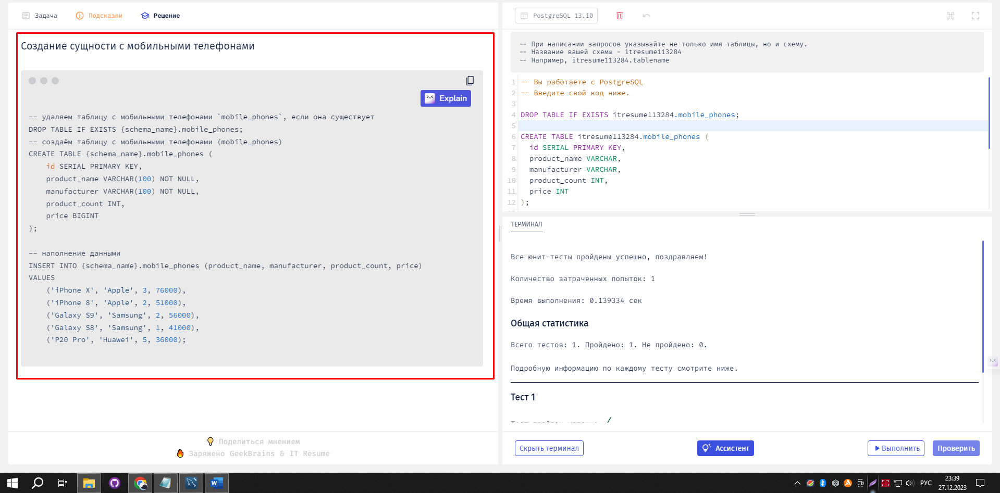 Задача Подсказки Решение
Создание сущности с мобильными телефонами
Explain
-- удаляем таблицу с мобильными телефонами `mobile_phones`, если она существует
DROP TABLE IF EXISTS {schema_name}.mobile_phones;
-- создаём таблицу с мобильными телефонами (mobile_phones)
CREATE TABLE {schema_name}.mobile_phones (
    id SERIAL PRIMARY KEY,
    product_name VARCHAR(100) NOT NULL,
    manufacturer VARCHAR(100) NOT NULL,
    product_count INT,
    price BIGINT
);
-- наполнение данными
INSERT INTO {schema_name}.mobile_phones (product_name, manufacturer, product_count, price)
VALUES
    ('iPhone X', 'Apple', 3, 76000),
    ('iPhone 8', 'Apple', 2, 51000),
    ('Galaxy S9', 'Samsung', 2, 56000),
    ('Galaxy S8', 'Samsung', 1, 41000),
    ('P20 Pro', 'Huawei', 5, 36000);
Поделиться мнением
Заряжено GeekBrains & IT Resume
PostgreSQL 13.10
-- При написании запросов указывайте не только имя таблицы, но и схему.
-- Название вашей схемы - itresume113284
-- Например, itresume113284.tablename
1 -- Вы работаете с PostgreSQL
2 -- Введите свой код ниже.
3
4 DROP TABLE IF EXISTS itresume113284.mobile_phones;
5
6 CREATE TABLE itresume113284.mobile_phones (
7   id SERIAL PRIMARY KEY,
8   product_name VARCHAR,
9   manufacturer VARCHAR,
10   product_count INT,
11   price INT
12 );
ТЕРМИНАЛ
Все юнит-тесты пройдены успешно, поздравляем!
Количество затраченных попыток: 1
Время выполнения: 0.139334 сек
Общая статистика
Всего тестов: 1. Пройдено: 1. Не пройдено: 0.
Подробную информацию по каждому тесту смотрите ниже.
Тест 1
Скрыть терминал Ассистент Выполнить Проверить
РУС
23:39
27.12.2023